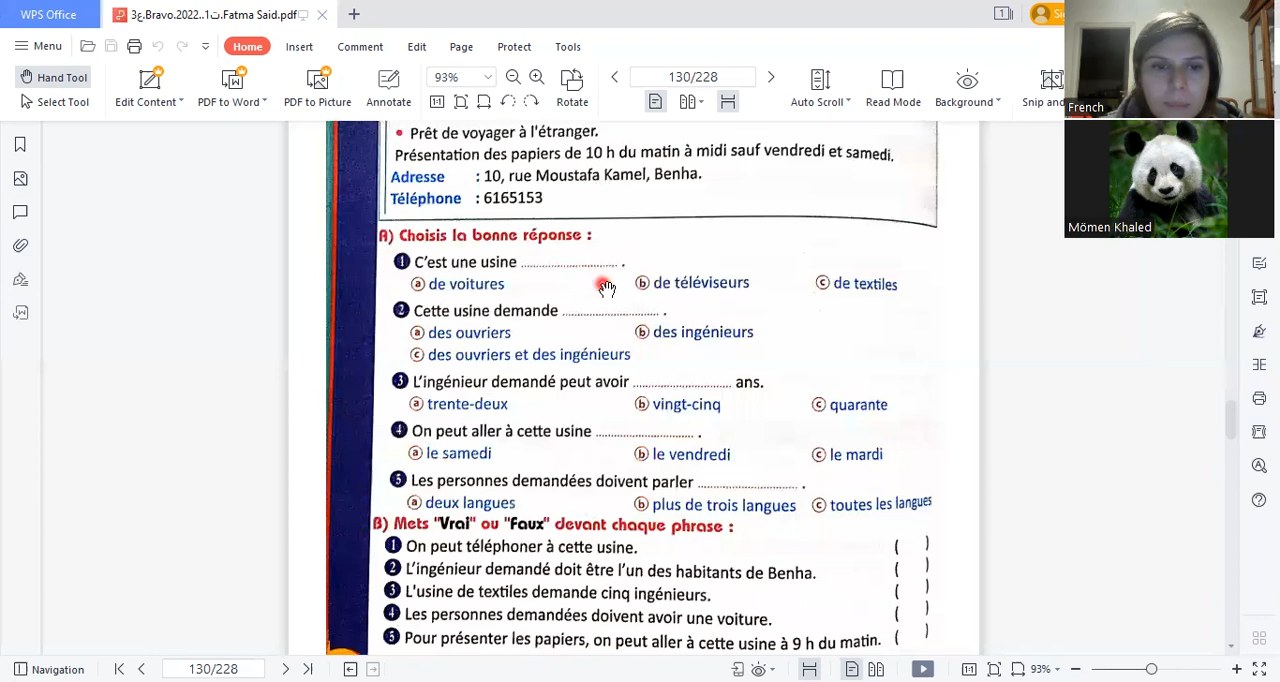 WPS Office
3ع.Bravo.2022..1ت.Fatma Said.pdf
1
Menu
Home
Insert
Comment
Edit
Page
Protect
Tools
Hand Tool
Select Tool
Edit Content
PDF to Word
PDF to Picture
Annotate
93%
130/228
Rotate
Auto Scroll
Read Mode
Background
Snip and
French
Mömen Khaled
• Prêt de voyager à l'étranger.
Présentation des papiers de 10 h du matin à midi sauf vendredi et samedi.
Adresse : 10, rue Moustafa Kamel, Benha.
Téléphone : 6165153
A) Choisis la bonne réponse :
1 C'est une usine .............................. .
a de voitures b de téléviseurs c de textiles
2 Cette usine demande .............................. .
a des ouvriers b des ingénieurs
c des ouvriers et des ingénieurs
3 L'ingénieur demandé peut avoir .............................. ans.
a trente-deux b vingt-cinq c quarante
4 On peut aller à cette usine .............................. .
a le samedi b le vendredi c le mardi
5 Les personnes demandées doivent parler .............................. .
a deux langues b plus de trois langues c toutes les langues
B) Mets "Vrai" ou "Faux" devant chaque phrase :
1 On peut téléphoner à cette usine. ( )
2 L'ingénieur demandé doit être l'un des habitants de Benha. ( )
3 L'usine de textiles demande cinq ingénieurs. ( )
4 Les personnes demandées doivent avoir une voiture. ( )
5 Pour présenter les papiers, on peut aller à cette usine à 9 h du matin. ( )
Navigation
130/228
93%